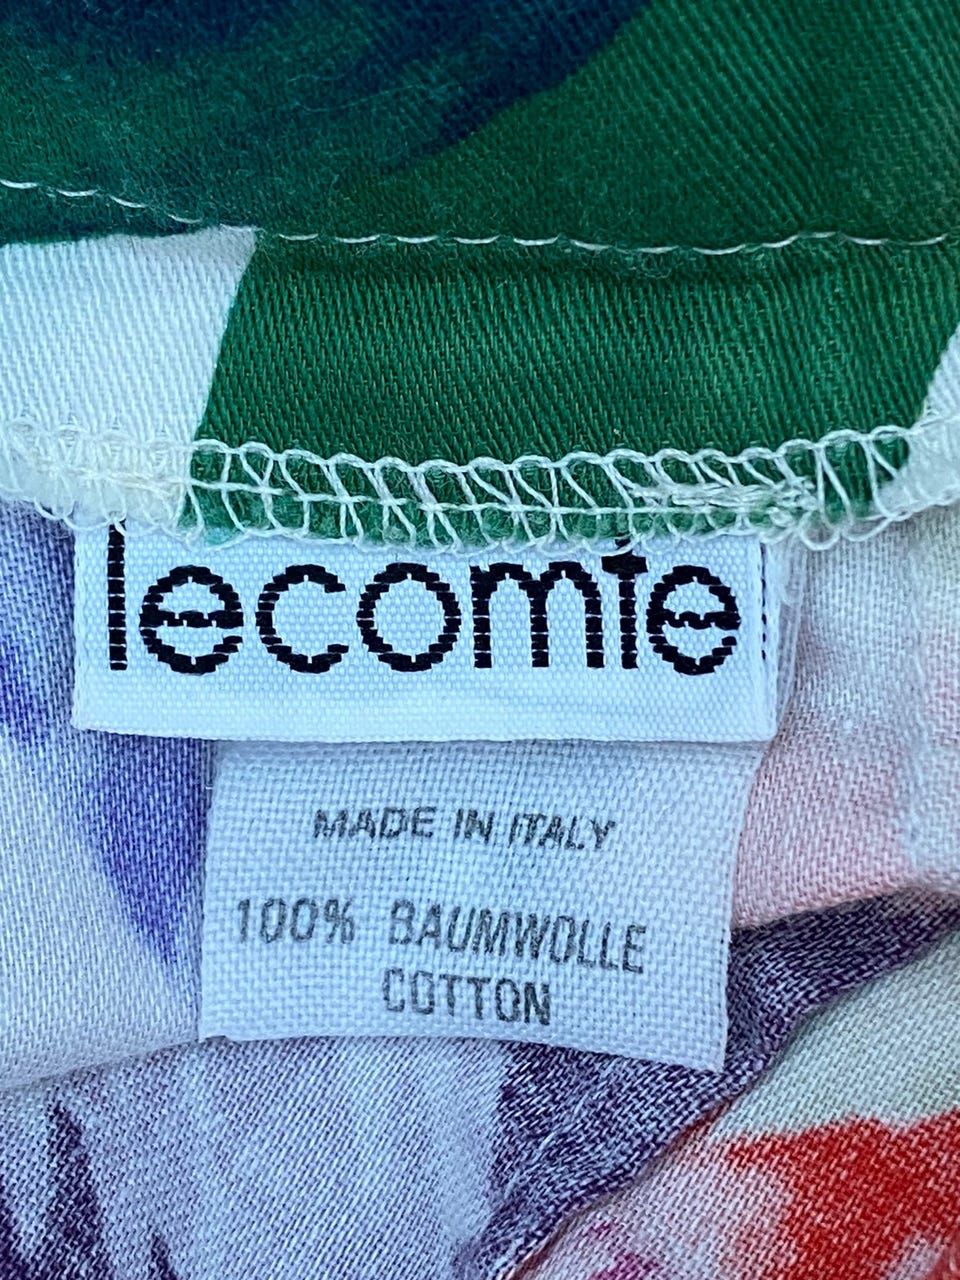 lecomte
MADE IN ITALY
100% BAUMWOLLE
COTTON